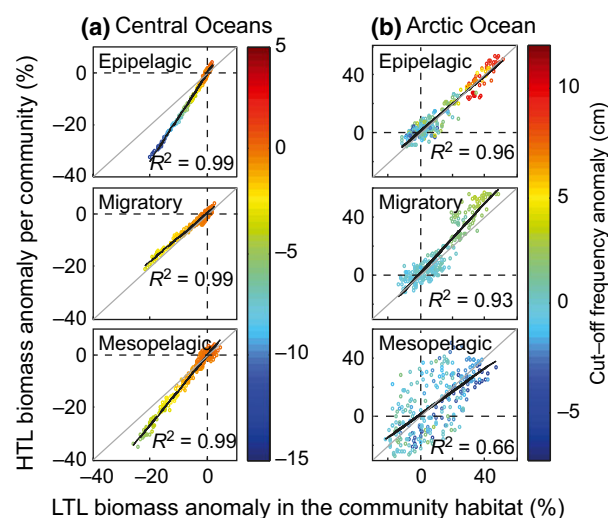 (a) Central Oceans
(b) Arctic Ocean
HTL biomass anomaly per community (%)
Epipelagic
R² = 0.99
20
0
−20
−40
Migratory
R² = 0.99
0
−20
−40
Mesopelagic
R² = 0.99
0
−20
−40
−40 −20 0
5
0
−5
−10
−15
Epipelagic
R² = 0.96
40
0
Migratory
R² = 0.93
40
0
Mesopelagic
R² = 0.66
40
0
0 40
10
5
0
−5
Cut–off frequency anomaly (cm)
LTL biomass anomaly in the community habitat (%)